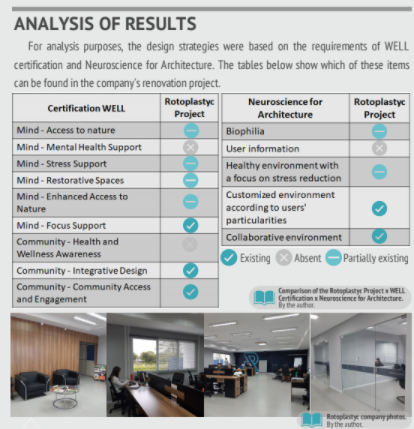 ANALYSIS OF RESULTS
For analysis purposes, the design strategies were based on the requirements of WELL
certification and Neuroscience for Architecture. The tables below show which of these items
can be found in the company's renovation project.
Certification WELL
Rotoplastyc
Project
Mind - Access to nature
Mind - Mental Health Support
Mind - Stress Support
Mind - Restorative Spaces
Mind - Enhanced Access to
Nature
Mind - Focus Support
Community - Health and
Wellness Awareness
Community - Integrative Design
Community - Community Access
and Engagement
Neuroscience for
Architecture
Rotoplastyc
Project
Biophilia
User information
Healthy environment with
a focus on stress reduction
Customized environment
according to users'
particularities
Collaborative environment
Existing
Absent
Partially existing
Comparison of the Rotoplastyc Project x WELL
Certification x Neuroscience for Architecture.
By the author.
Rotoplastyc company photos.
By the author.